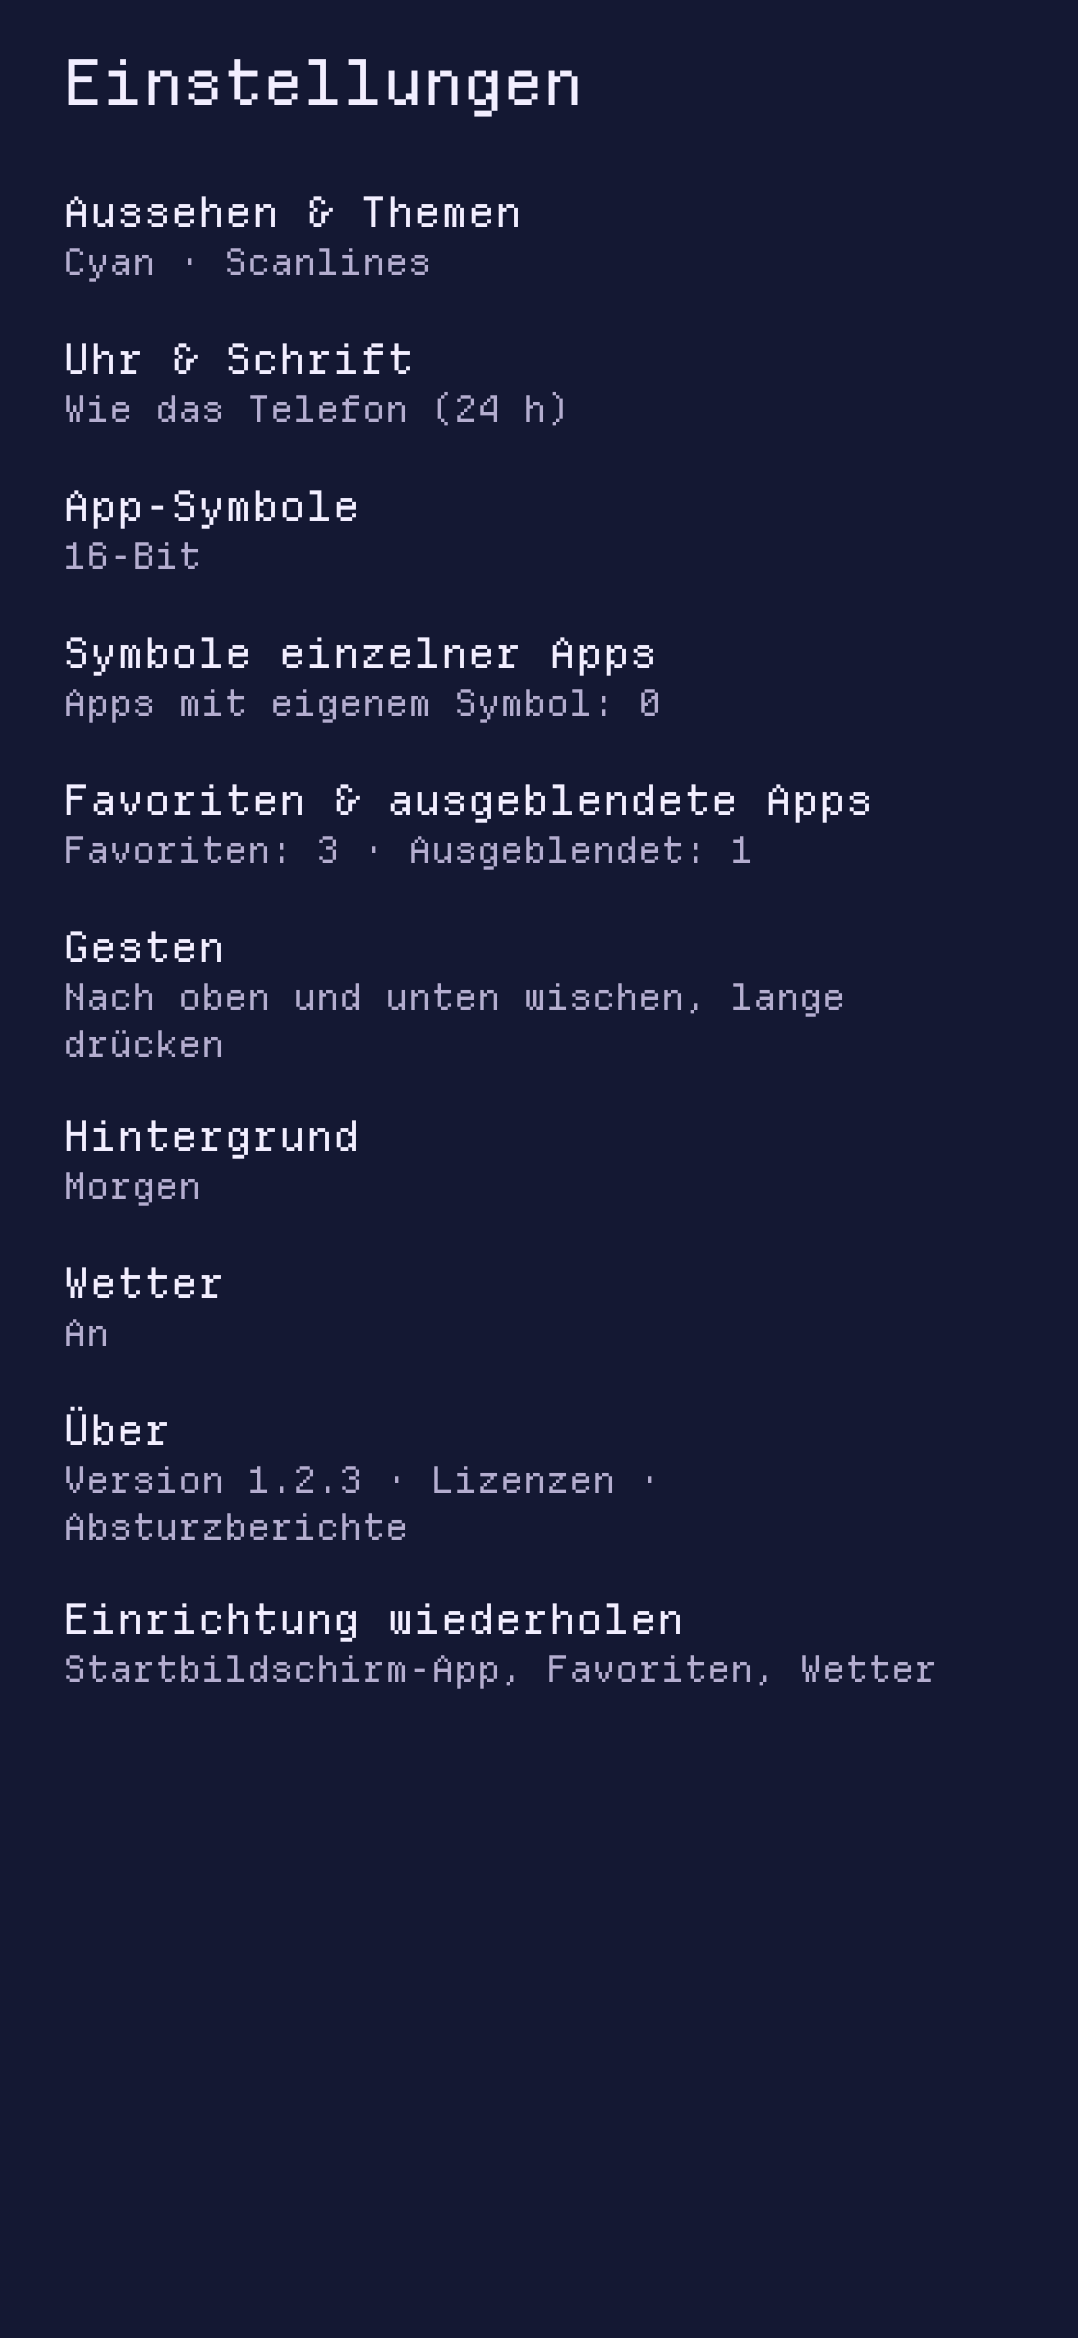 Einstellungen
Aussehen & Themen
Cyan · Scanlines
Uhr & Schrift
Wie das Telefon (24 h)
App-Symbole
16-Bit
Symbole einzelner Apps
Apps mit eigenem Symbol: 0
Favoriten & ausgeblendete Apps
Favoriten: 3 · Ausgeblendet: 1
Gesten
Nach oben und unten wischen, lange
drücken
Hintergrund
Morgen
Wetter
An
Über
Version 1.2.3 · Lizenzen ·
Absturzberichte
Einrichtung wiederholen
Startbildschirm-App, Favoriten, Wetter